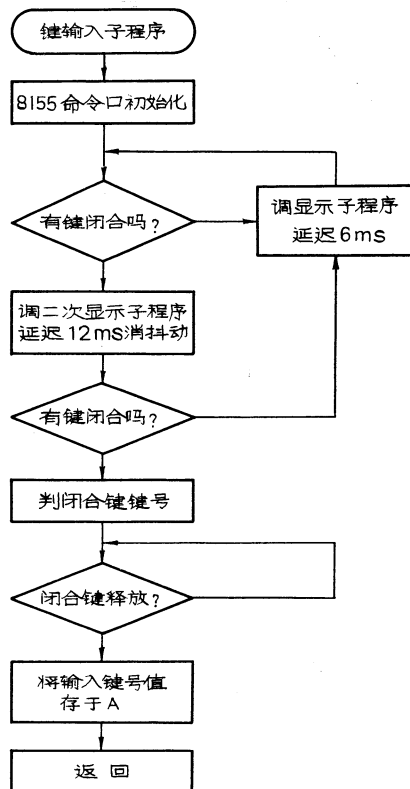 键输入子程序
8155命令口初始化
有键闭合吗?
调显示子程序
延迟6ms
调二次显示子程序
延迟12ms消抖动
有键闭合吗?
判闭合键键号
闭合键释放?
将输入键号值
存于A
返回